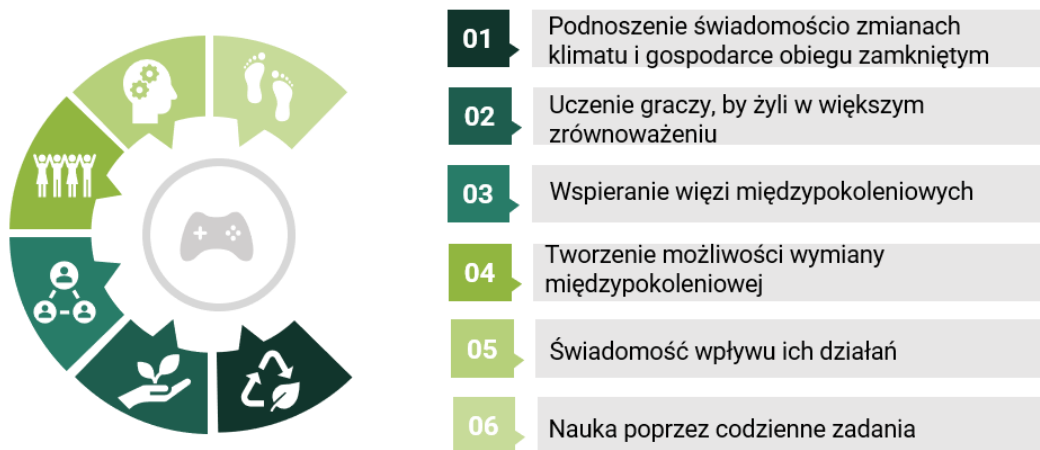 01
Podnoszenie świadomościo zmianach
klimatu i gospodarce obiegu zamkniętym
02
Uczenie graczy, by żyli w większym
zrównoważeniu
03
Wspieranie więzi międzypokoleniowych
04
Tworzenie możliwości wymiany
międzypokoleniowej
05
Świadomość wpływu ich działań
06
Nauka poprzez codzienne zadania